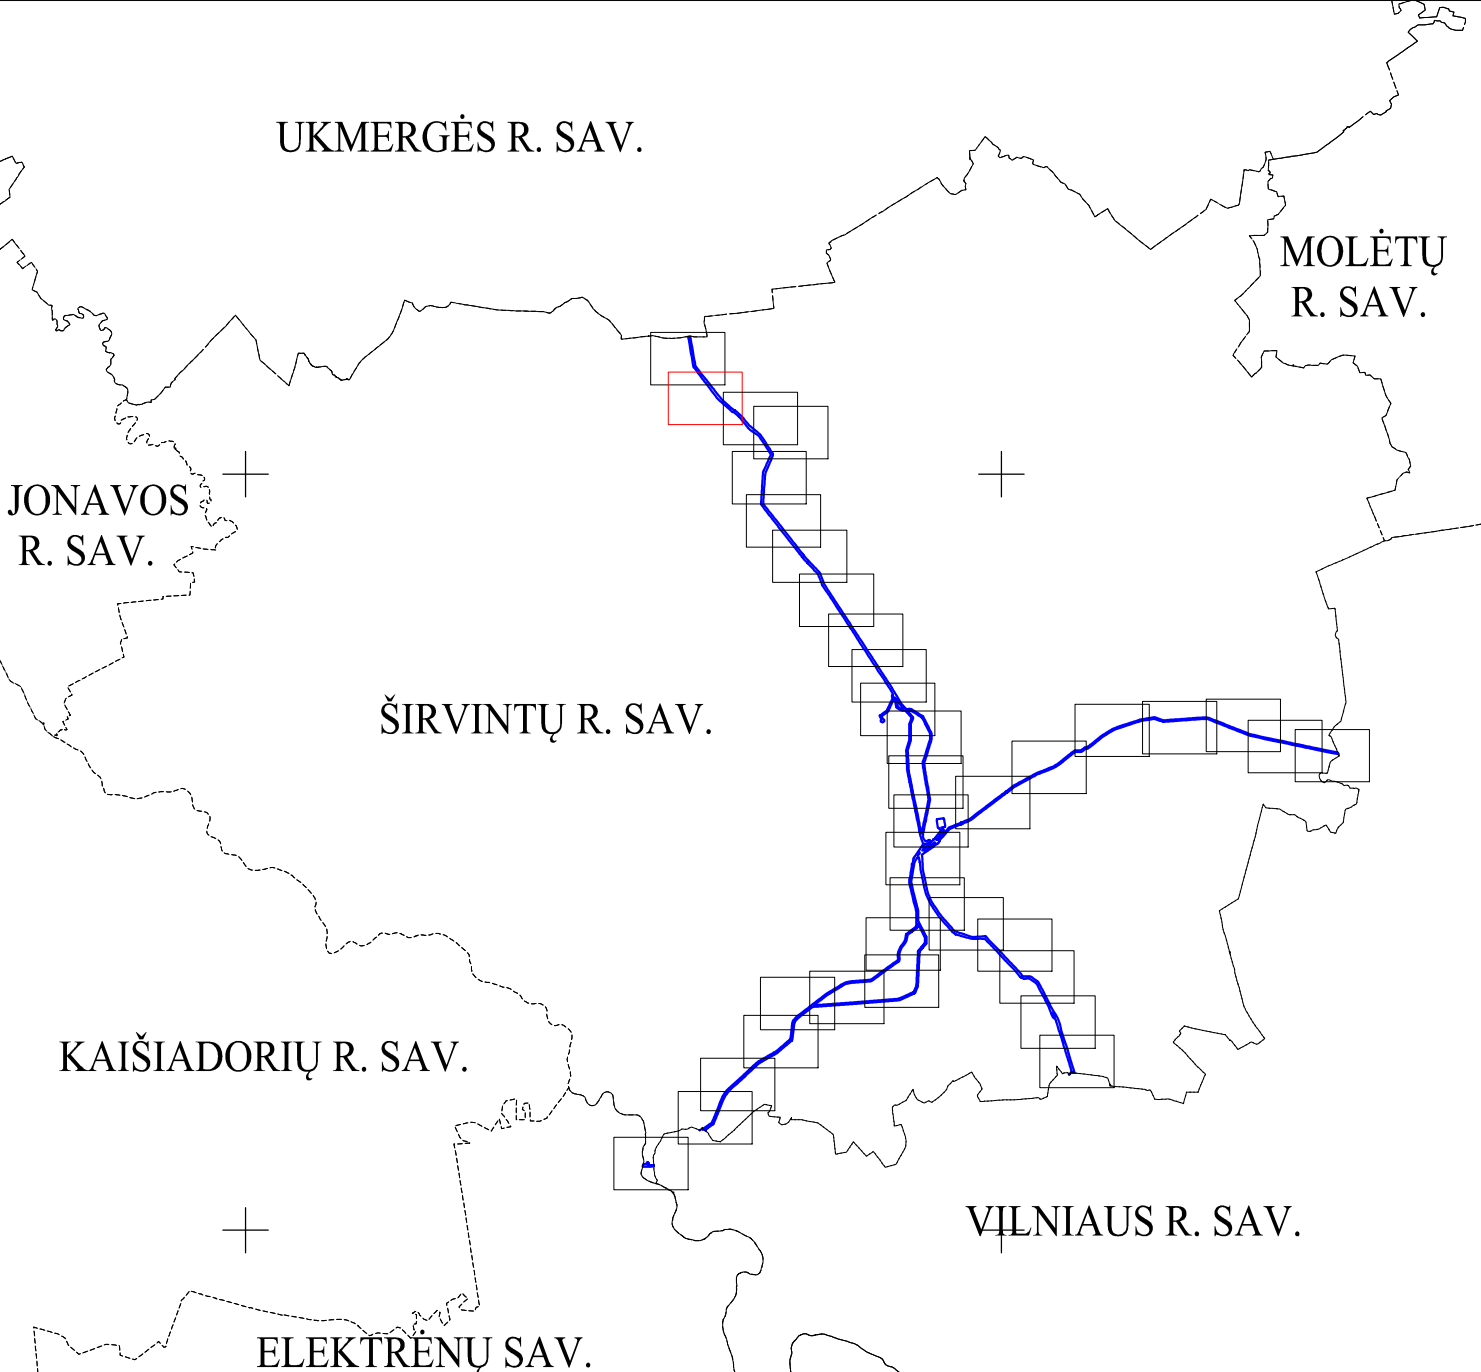 UKMERGĖS R. SAV.
MOLĖTŲ
R. SAV.
JONAVOS
R. SAV.
ŠIRVINTŲ R. SAV.
KAIŠIADORIŲ R. SAV.
VILNIAUS R. SAV.
ELEKTRĖNŲ SAV.